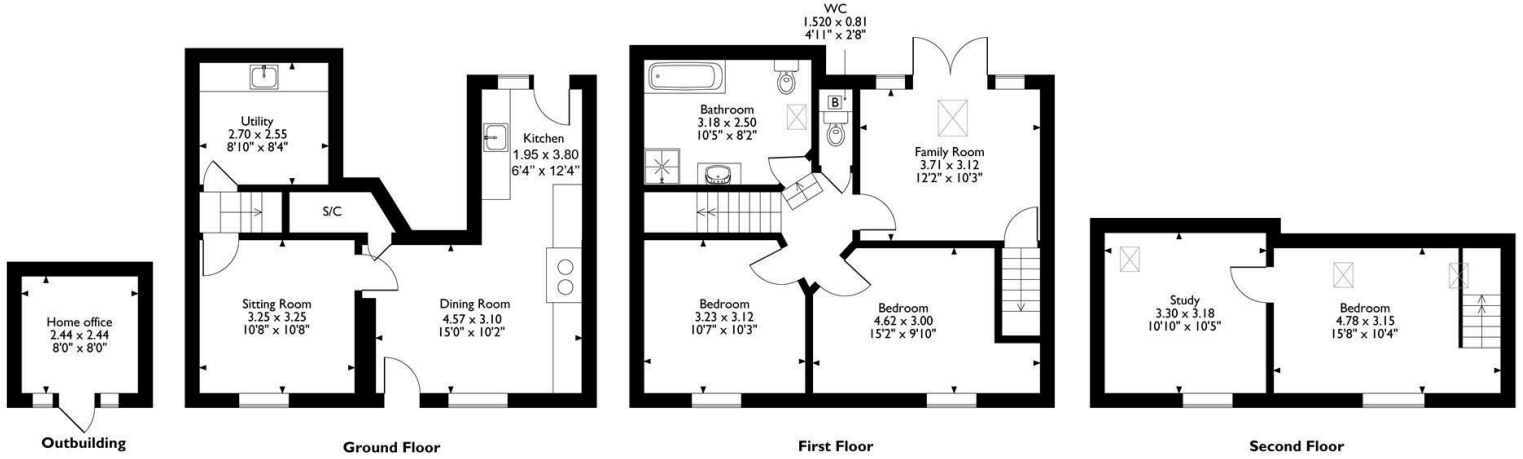 Home office
2.44 x 2.44
8'0" x 8'0"
Outbuilding
Utility
2.70 x 2.55
8'10" x 8'4"
S/C
Kitchen
1.95 x 3.80
6'4" x 12'4"
Sitting Room
3.25 x 3.25
10'8" x 10'8"
Dining Room
4.57 x 3.10
15'0" x 10'2"
Ground Floor
WC
1.520 x 0.81
4'11" x 2'8"
Bathroom
3.18 x 2.50
10'5" x 8'2"
B
Family Room
3.71 x 3.12
12'2" x 10'3"
Bedroom
3.23 x 3.12
10'7" x 10'3"
Bedroom
4.62 x 3.00
15'2" x 9'10"
First Floor
Study
3.30 x 3.18
10'10" x 10'5"
Bedroom
4.78 x 3.15
15'8" x 10'4"
Second Floor